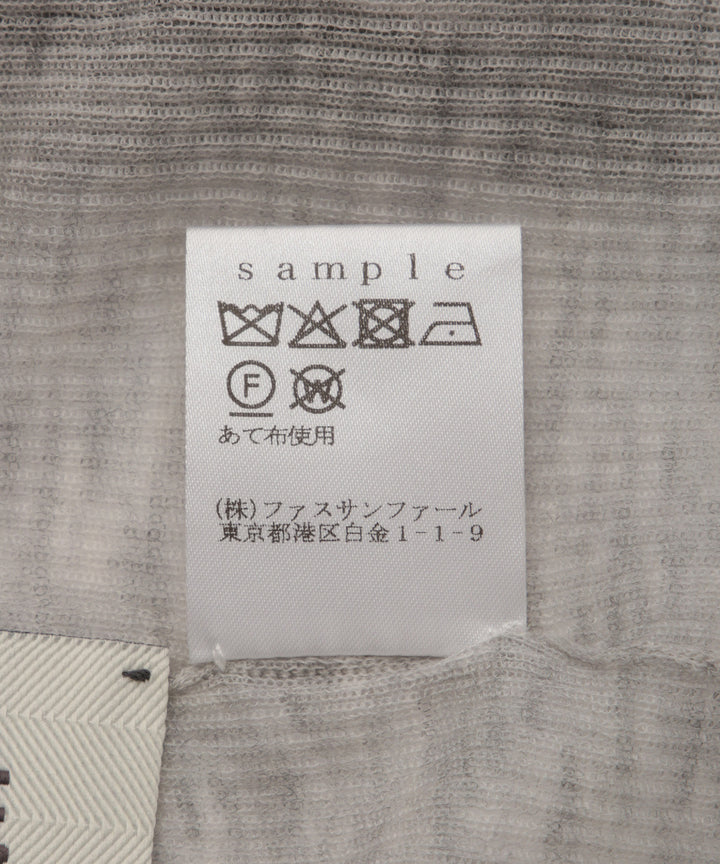 sample
F W
あて布使用
(株)ファスサンファール
東京都港区白金1-1-9